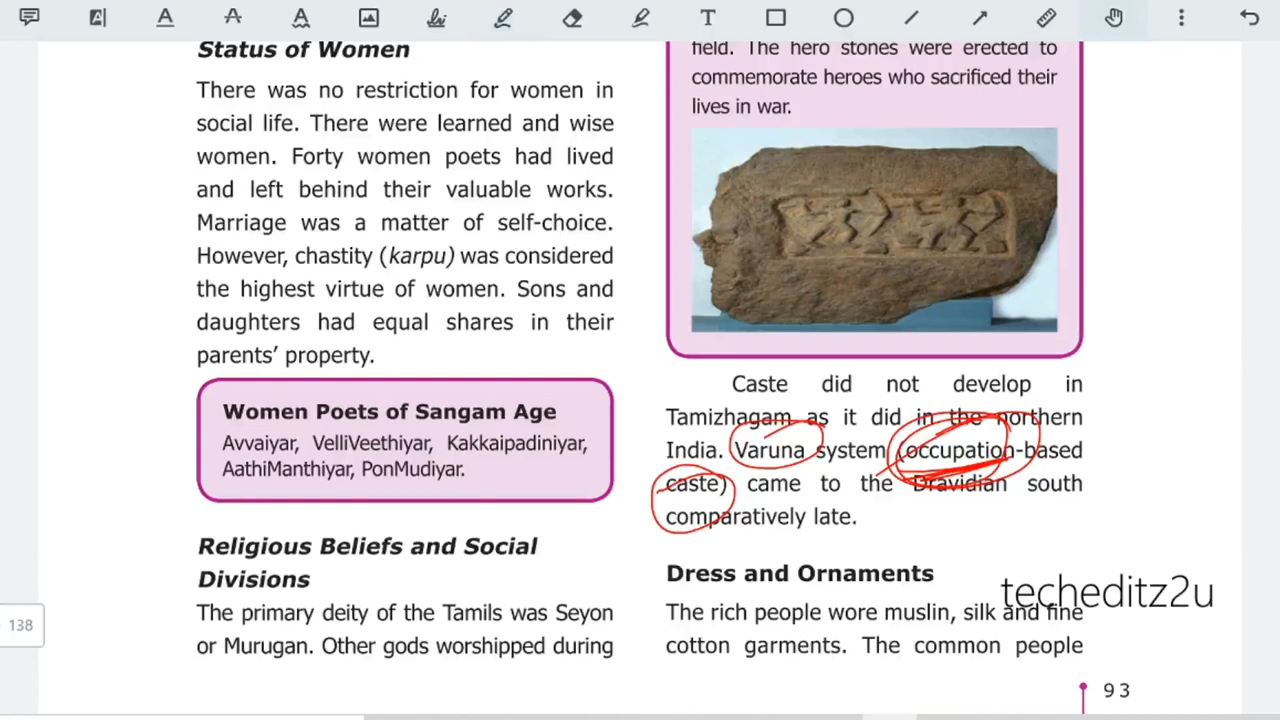 Status of Women
There was no restriction for women in
social life. There were learned and wise
women. Forty women poets had lived
and left behind their valuable works.
Marriage was a matter of self-choice.
However, chastity (karpu) was considered
the highest virtue of women. Sons and
daughters had equal shares in their
parents’ property.
Women Poets of Sangam Age
Avvaiyar, VelliVeethiyar, Kakkaipadiniyar,
AathiManthiyar, PonMudiyar.
Religious Beliefs and Social
Divisions
The primary deity of the Tamils was Seyon
or Murugan. Other gods worshipped during
138
field. The hero stones were erected to
commemorate heroes who sacrificed their
lives in war.
Caste did not develop in
Tamizhagam as it did in the northern
India. Varuna system (occupation-based
caste) came to the Dravidian south
comparatively late.
Dress and Ornaments
techeditz2u
The rich people wore muslin, silk and fine
cotton garments. The common people
93